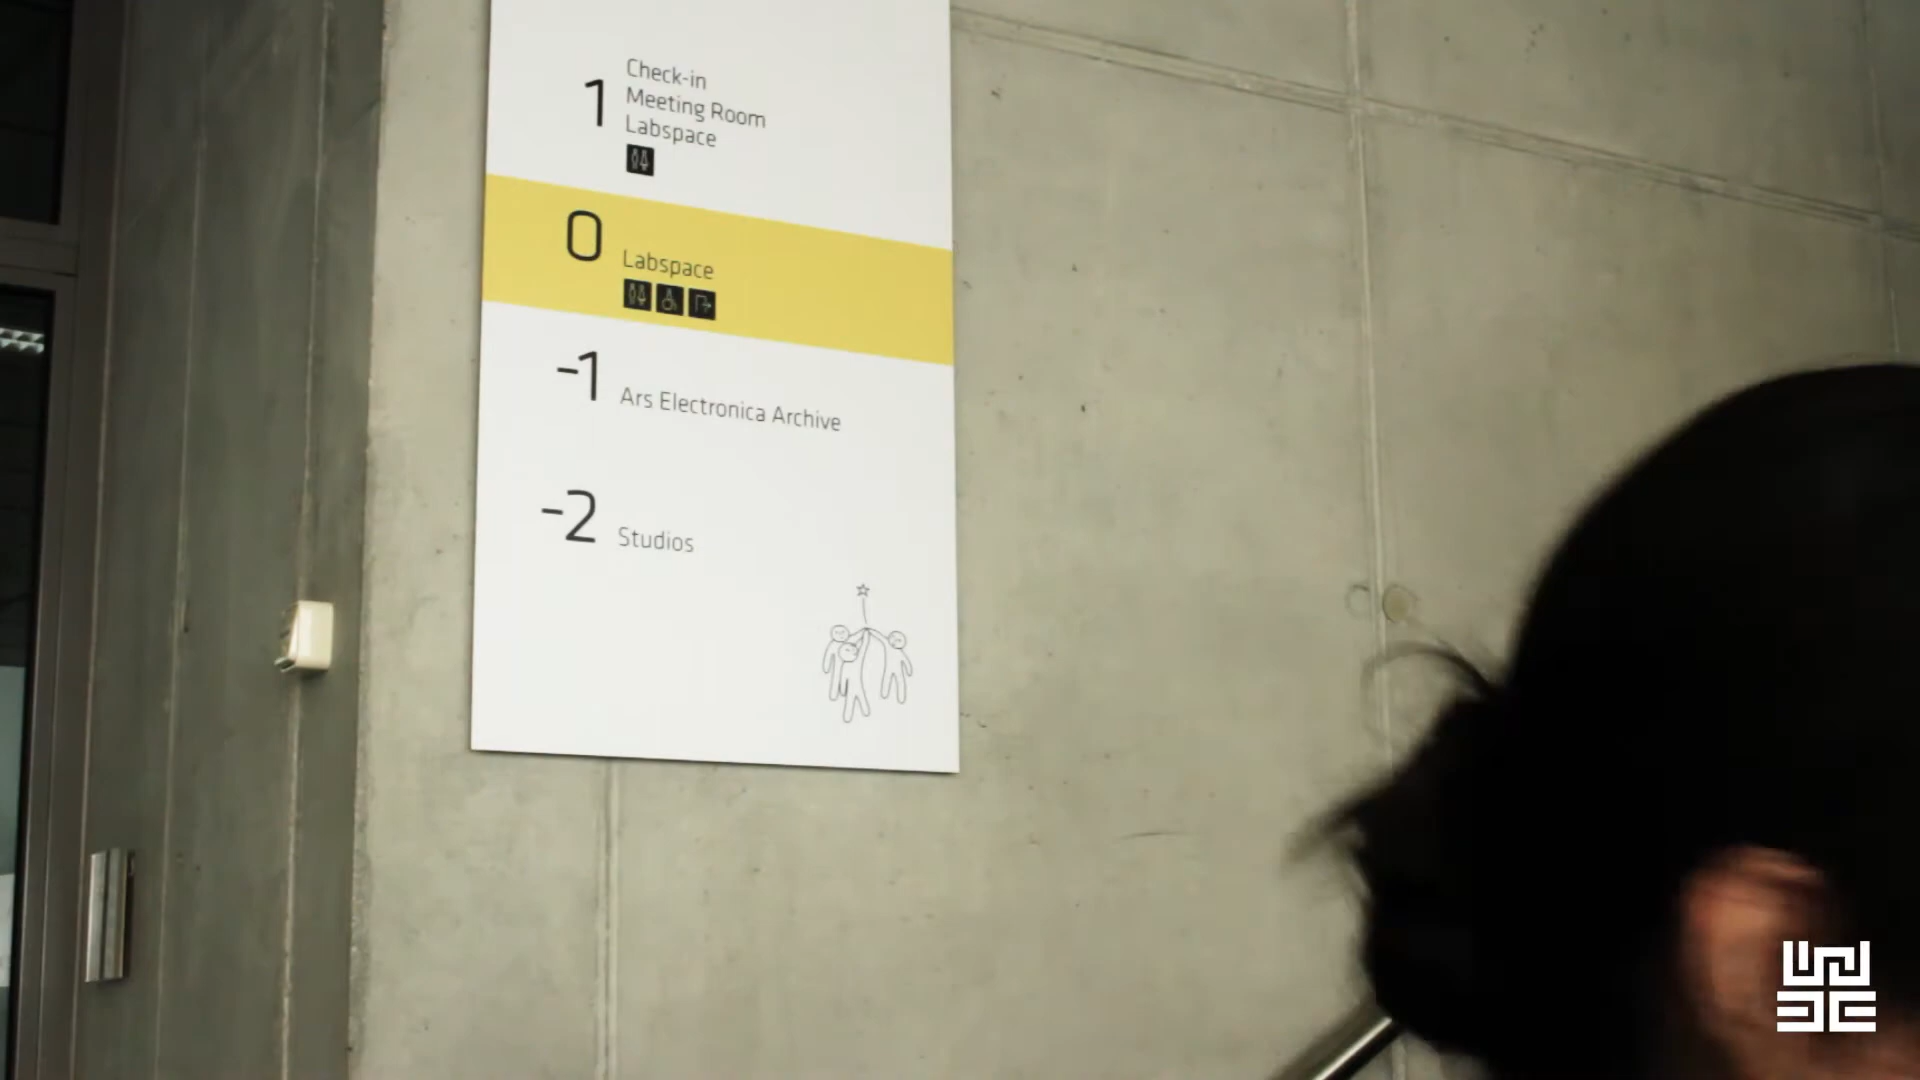 1
Check-in
Meeting Room
Labspace
0
Labspace
-1
Ars Electronica Archive
-2
Studios